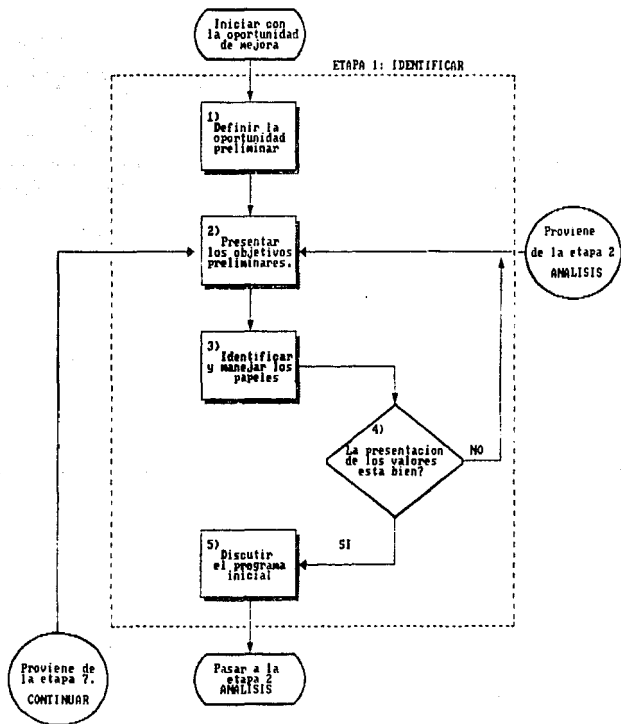 Iniciar con
la oportunidad
de mejora
ETAPA 1: IDENTIFICAR
1)
Definir la
oportunidad
preliminar
2)
Presentar
los objetivos
preliminares.
Proviene
de la etapa 2
ANALISIS
3)
Identificar
y manejar los
papeles
4)
La presentacion
de los valores
esta bien?
NO
SI
5)
Discutir
el programa
inicial
Proviene de
la etapa 7.
CONTINUAR
Pasar a la
etapa 2
ANALISIS